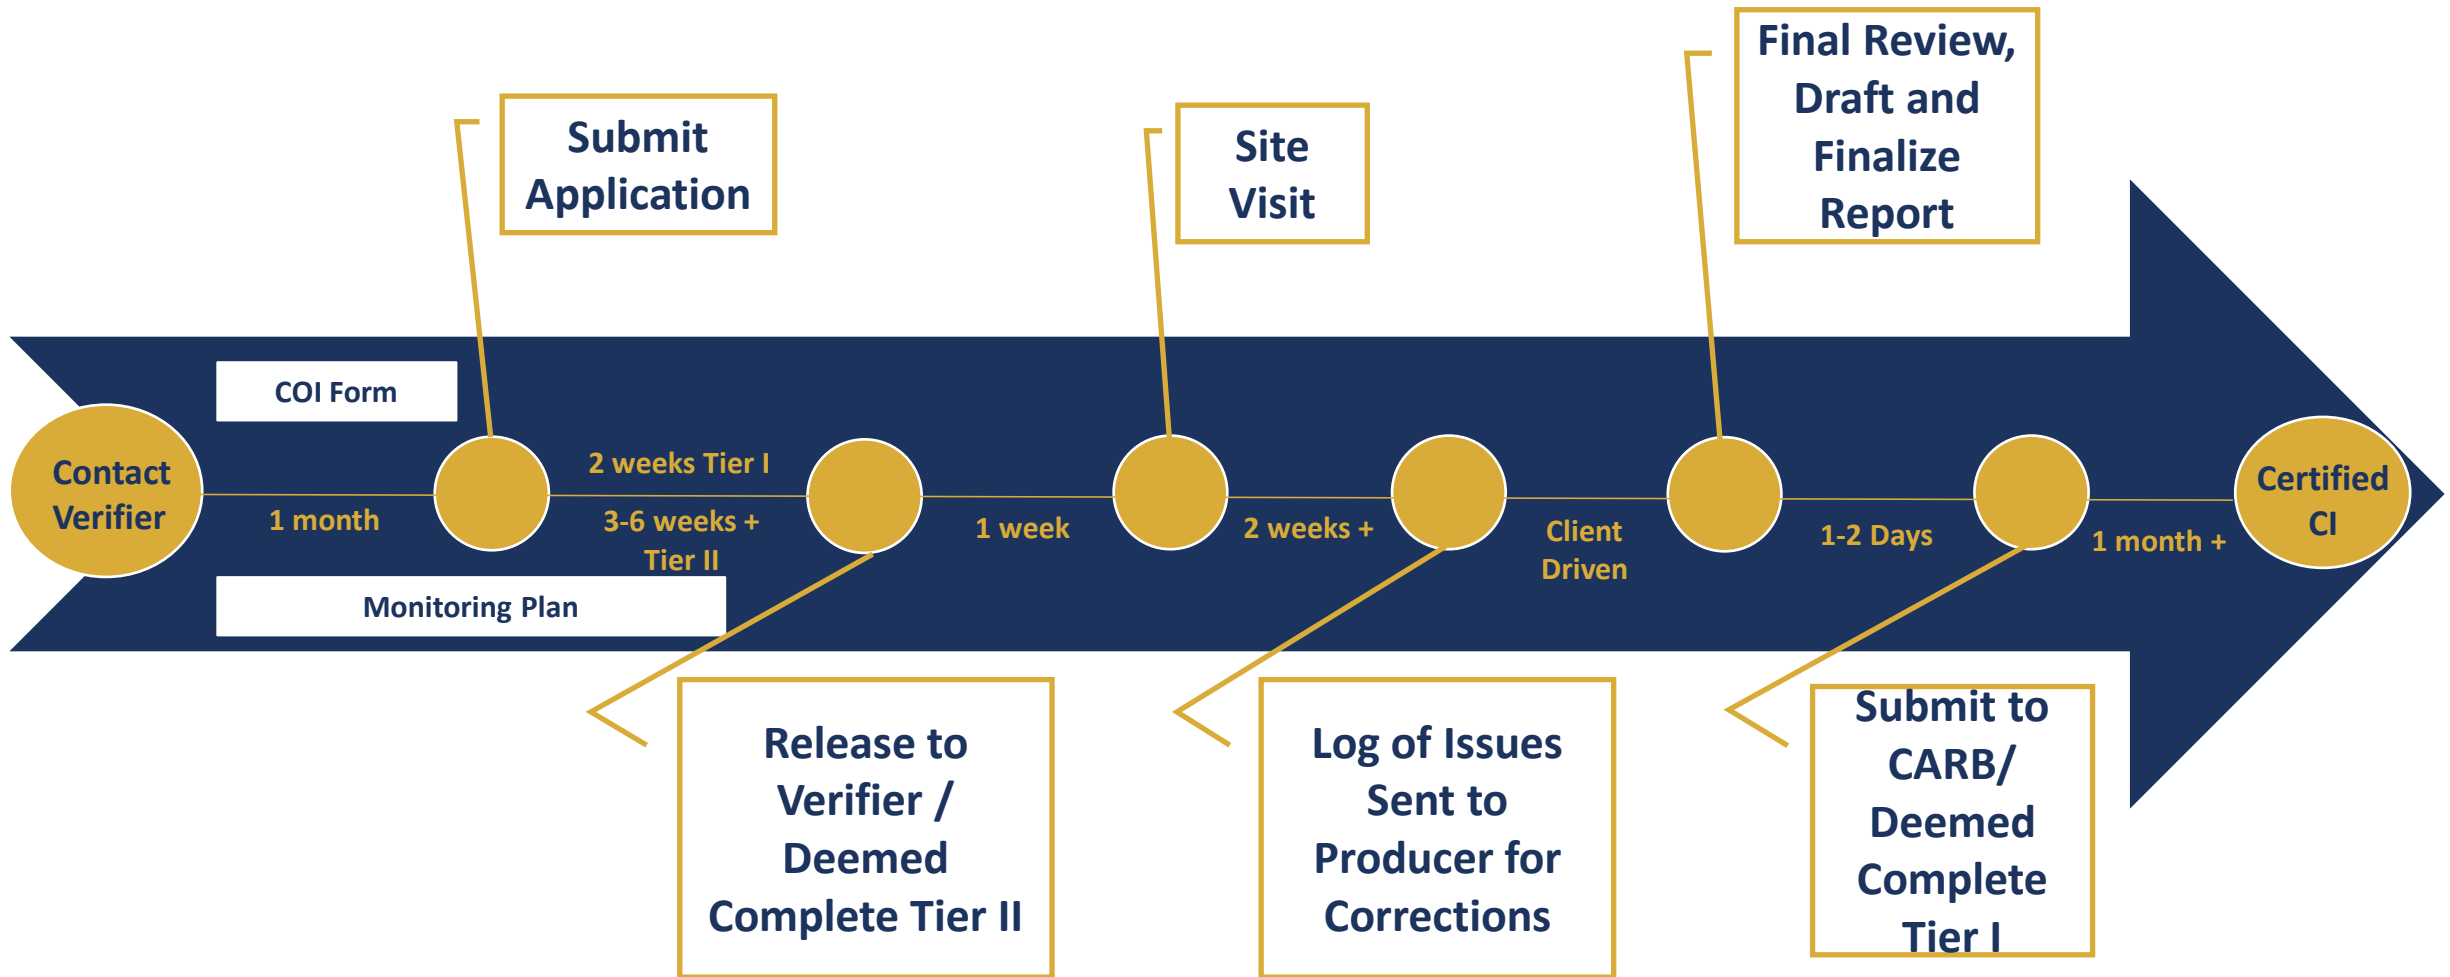 Submit
Application
Site
Visit
Final Review,
Draft and
Finalize
Report
COI Form
Contact
Verifier
1 month
2 weeks Tier I
3-6 weeks +
Tier II
1 week
2 weeks +
Client
Driven
1-2 Days
1 month +
Certified
CI
Monitoring Plan
Release to
Verifier /
Deemed
Complete Tier II
Log of Issues
Sent to
Producer for
Corrections
Submit to
CARB/
Deemed
Complete
Tier I